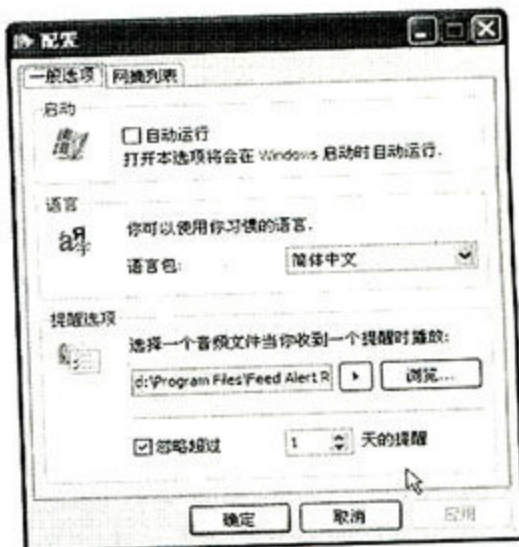 配置
一般选项 网摘列表
启动
自动运行
打开本选项将会在 Windows 启动时自动运行.
语言
你可以使用你习惯的语言.
语言包: 简体中文
提醒选项
选择一个音频文件当你收到一个提醒时播放:
d:\Program Files\Feed Alert R 浏览...
忽略超过 1 天的提醒
确定 取消 应用